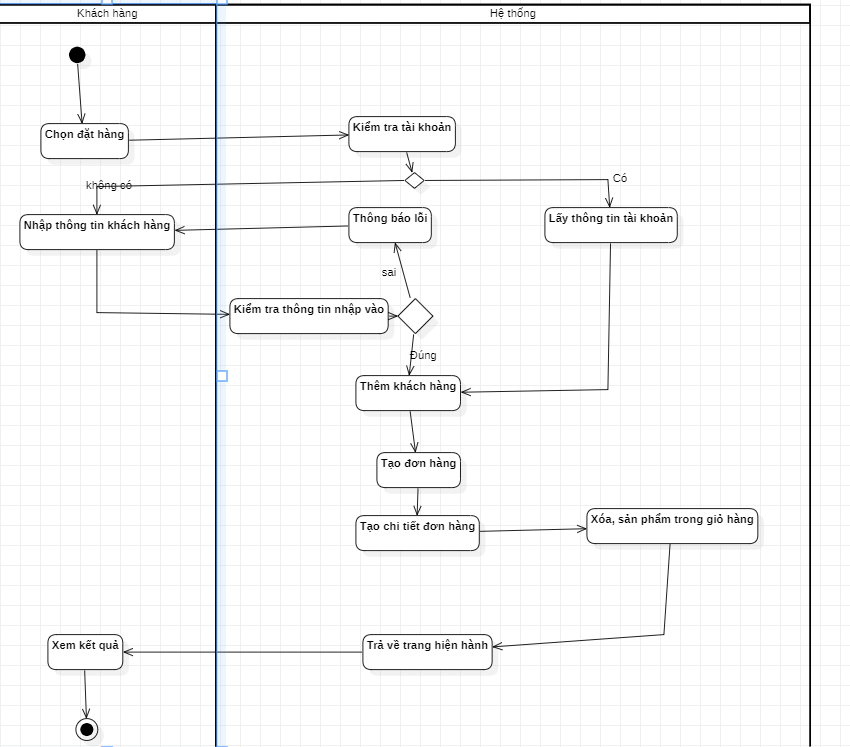 Khách hàng
Hệ thống
Chọn đặt hàng
Kiểm tra tài khoản
không có
Có
Nhập thông tin khách hàng
Thông báo lỗi
Lấy thông tin tài khoản
sai
Kiểm tra thông tin nhập vào
Đúng
Thêm khách hàng
Tạo đơn hàng
Tạo chi tiết đơn hàng
Xóa, sản phẩm trong giỏ hàng
Xem kết quả
Trả về trang hiện hành